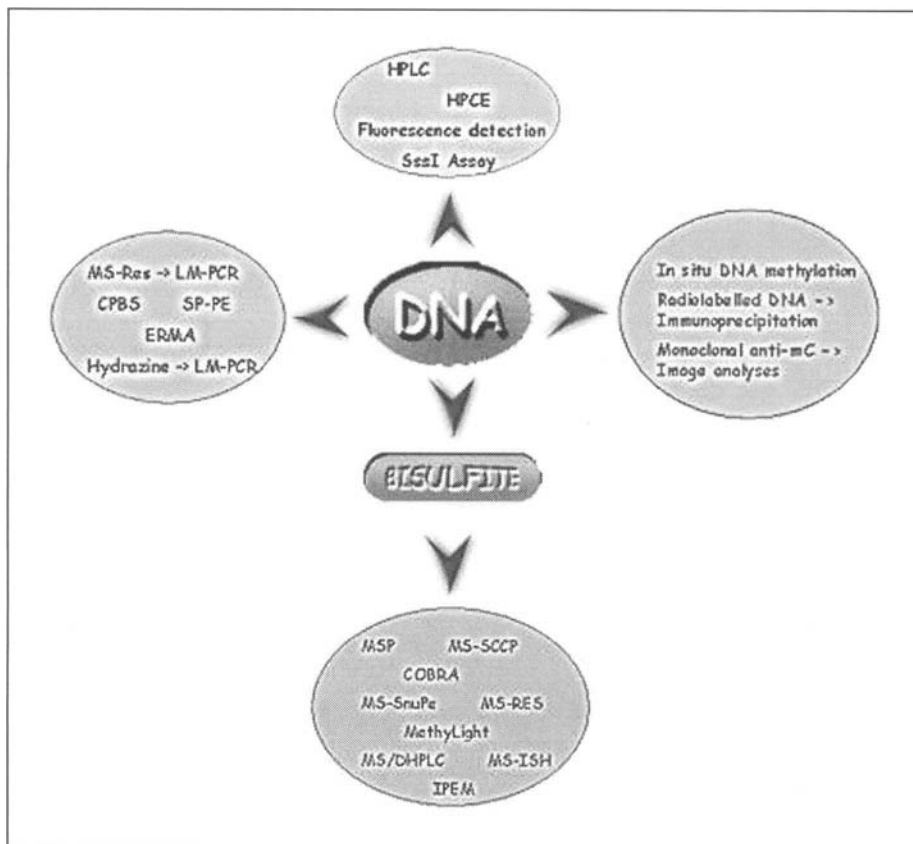 HPLC
HPCE
Fluorescence detection
SssI Assay
MS-Res → LM-PCR
CPBS SP-PE
ERMA
Hydrazine → LM-PCR
DNA
In situ DNA methylation
Radiolabelled DNA →
Immunoprecipitation
Monoclonal anti-mC →
Image analyses
BISULFITE
MSP MS-SCCP
COBRA
MS-SnuPe MS-RES
MethyLight
MS/DHPLC MS-ISH
IPEM